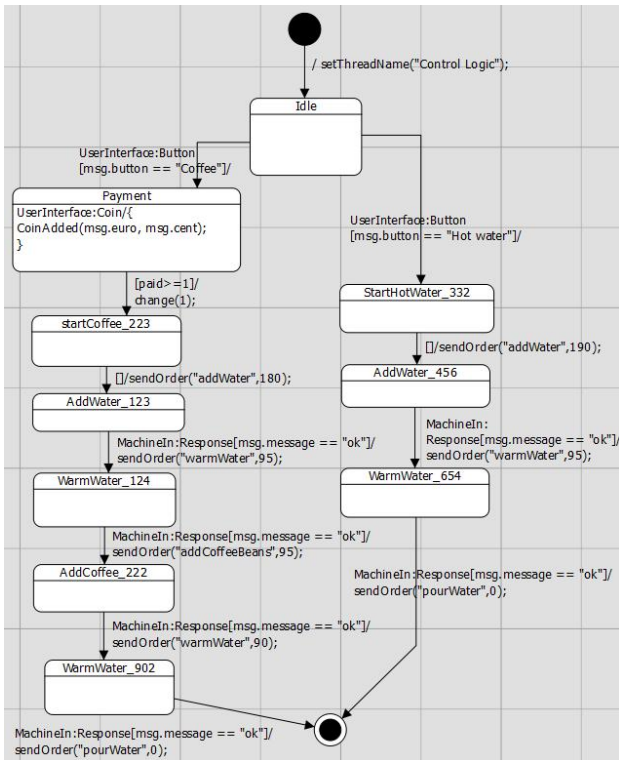 / setThreadName("Control Logic");
Idle
UserInterface:Button
[msg.button == "Coffee"]/
Payment
UserInterface:Coin/{
CoinAdded(msg.euro, msg.cent);
}
UserInterface:Button
[msg.button == "Hot water"]/
[paid>=1]/
change(1);
StartHotWater_332
startCoffee_223
[]/sendOrder("addWater",190);
[]/sendOrder("addWater",180);
AddWater_456
AddWater_123
MachineIn:
Response[msg.message == "ok"]/
sendOrder("warmWater",95);
MachineIn:Response[msg.message == "ok"]/
sendOrder("warmWater",95);
WarmWater_654
WarmWater_124
MachineIn:Response[msg.message == "ok"]/
sendOrder("addCoffeeBeans",95);
AddCoffee_222
MachineIn:Response[msg.message == "ok"]/
sendOrder("pourWater",0);
MachineIn:Response[msg.message == "ok"]/
sendOrder("warmWater",90);
WarmWater_902
MachineIn:Response[msg.message == "ok"]/
sendOrder("pourWater",0);